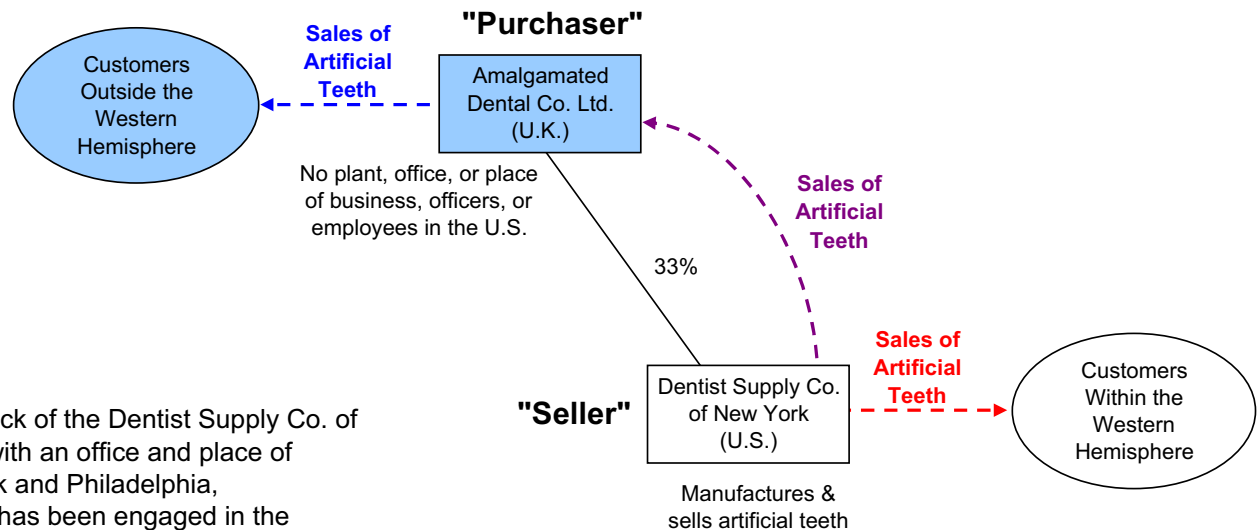 "Purchaser"
Sales of
Artificial
Teeth
Customers
Outside the
Western
Hemisphere
Amalgamated
Dental Co. Ltd.
(U.K.)
No plant, office, or place
of business, officers, or
employees in the U.S.
Sales of
Artificial
Teeth
33%
Sales of
Artificial
Teeth
"Seller"
Dentist Supply Co.
of New York
(U.S.)
Customers
Within the
Western
Hemisphere
Manufactures &
sells artificial teeth
ck of the Dentist Supply Co. of
with an office and place of
k and Philadelphia,
has been engaged in the